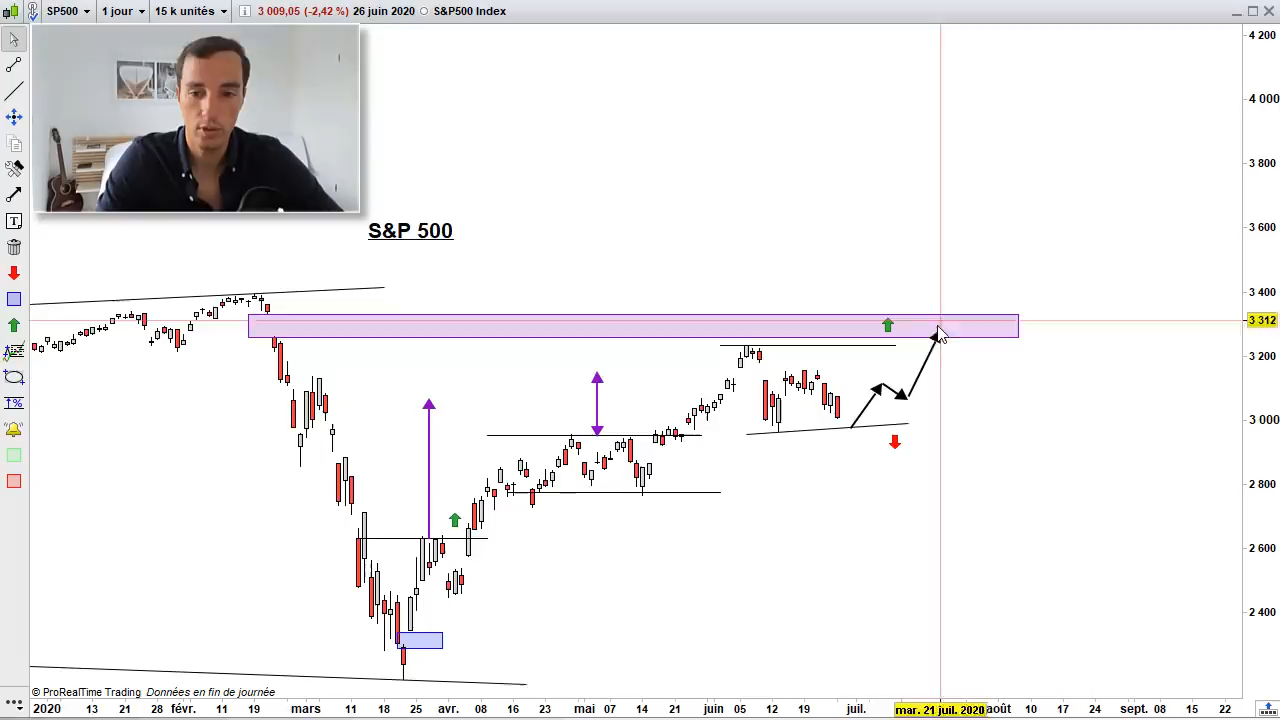 SP500 1 jour 15 k unités 3 009,05 (-2,42 %) 26 juin 2020 S&P500 Index
4 200
4 000
3 800
3 600
S&P 500
3 400
3 312
3 200
3 000
2 800
2 600
2 400
© ProRealTime Trading Données en fin de journée
2020 13 21 28 févr. 10 19 mars 11 18 25 avr. 08 16 23 mai 07 14 21 juin 05 12 19 juil. mar. 21 juil. 2020 août 10 17 24 sept. 08 15 22